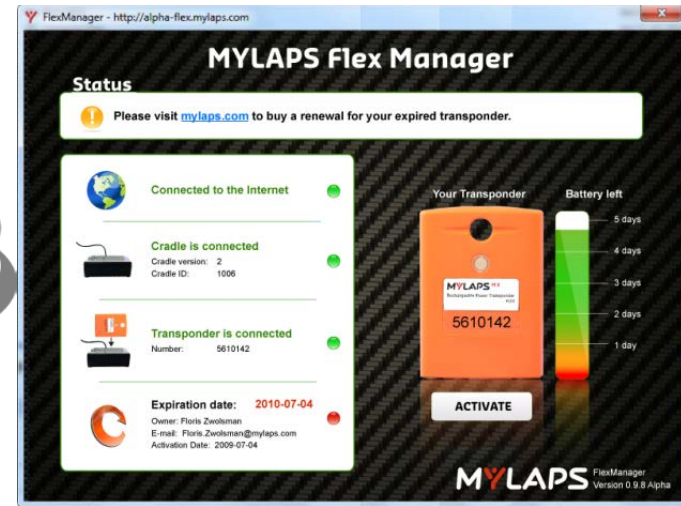 FlexManager - http://alpha-flex.mylaps.com
MYLAPS Flex Manager
Status
Please visit mylaps.com to buy a renewal for your expired transponder.
Connected to the Internet
Cradle is connected
Cradle version: 2
Cradle ID: 1006
Transponder is connected
Number: 5610142
Expiration date: 2010-07-04
Owner: Floris Zwolsman
E-mail: Floris.Zwolsman@mylaps.com
Activation Date: 2009-07-04
Your Transponder
MYLAPS MX
Rechargeable Power Transponder
5610142
ACTIVATE
Battery left
5 days
4 days
3 days
2 days
1 day
MYLAPS
FlexManager
Version 0.9.8 Alpha